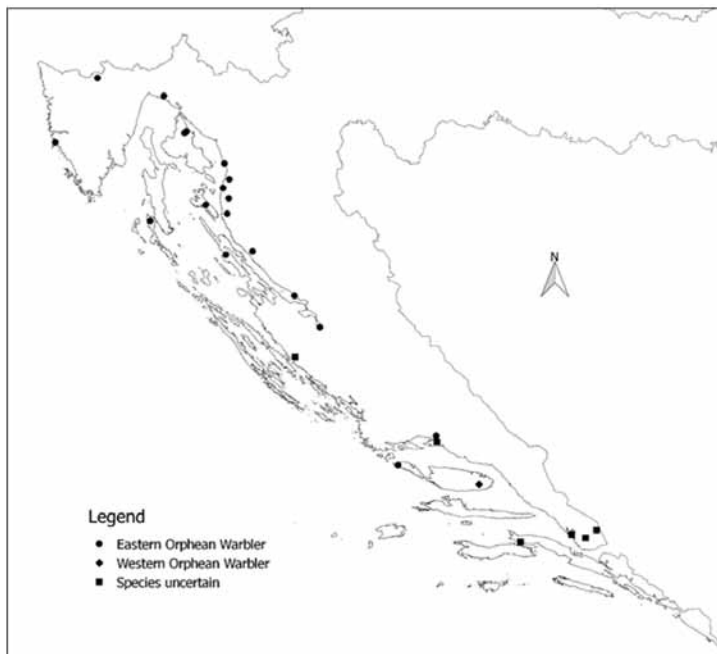 N
Legend
Eastern Orphean Warbler
Western Orphean Warbler
Species uncertain